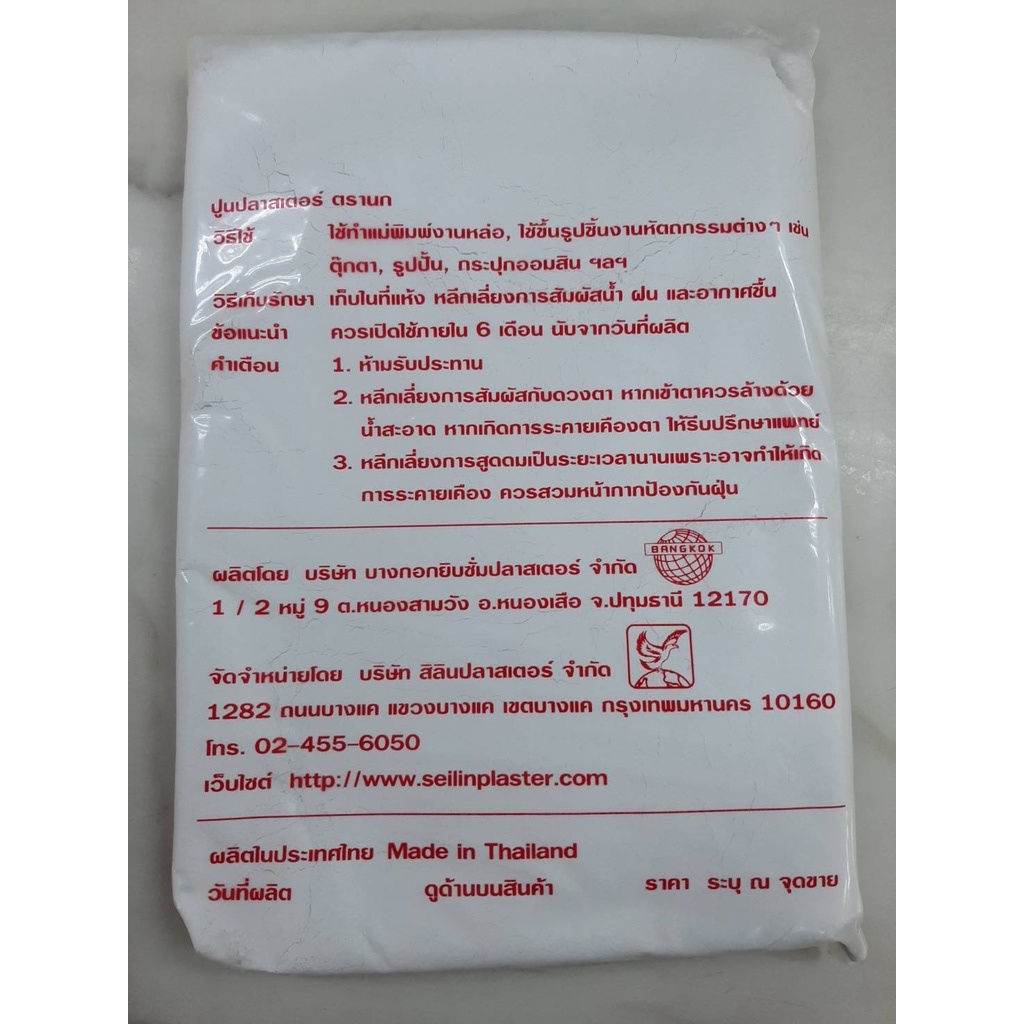 ปูนปลาสเตอร์ ตรานก
วิธีใช้ ใช้ทำแม่พิมพ์งานหล่อ, ใช้ขึ้นรูปชิ้นงานหัตถกรรมต่างๆ เช่น
ตุ๊กตา, รูปปั้น, กระปุกออมสิน ฯลฯ
วิธีเก็บรักษา เก็บในที่แห้ง หลีกเลี่ยงการสัมผัสน้ำ ฝน และอากาศชื้น
ข้อแนะนำ ควรเปิดใช้ภายใน 6 เดือน นับจากวันที่ผลิต
คำเตือน 1. ห้ามรับประทาน
2. หลีกเลี่ยงการสัมผัสกับดวงตา หากเข้าตาควรล้างด้วย
น้ำสะอาด หากเกิดการระคายเคืองตา ให้รีบปรึกษาแพทย์
3. หลีกเลี่ยงการสูดดมเป็นระยะเวลานานเพราะอาจทำให้เกิด
การระคายเคือง ควรสวมหน้ากากป้องกันฝุ่น
BANGKOK
ผลิตโดย บริษัท บางกอกยิบซั่มปลาสเตอร์ จำกัด
1 / 2 หมู่ 9 ต.หนองสามวัง อ.หนองเสือ จ.ปทุมธานี 12170
จัดจำหน่ายโดย บริษัท สิลินปลาสเตอร์ จำกัด
1282 ถนนบางแค แขวงบางแค เขตบางแค กรุงเทพมหานคร 10160
โทร. 02-455-6050
เว็บไซต์ http://www.seilinplaster.com
ผลิตในประเทศไทย Made in Thailand
วันที่ผลิต ดูด้านบนสินค้า ราคา ระบุ ณ จุดขาย